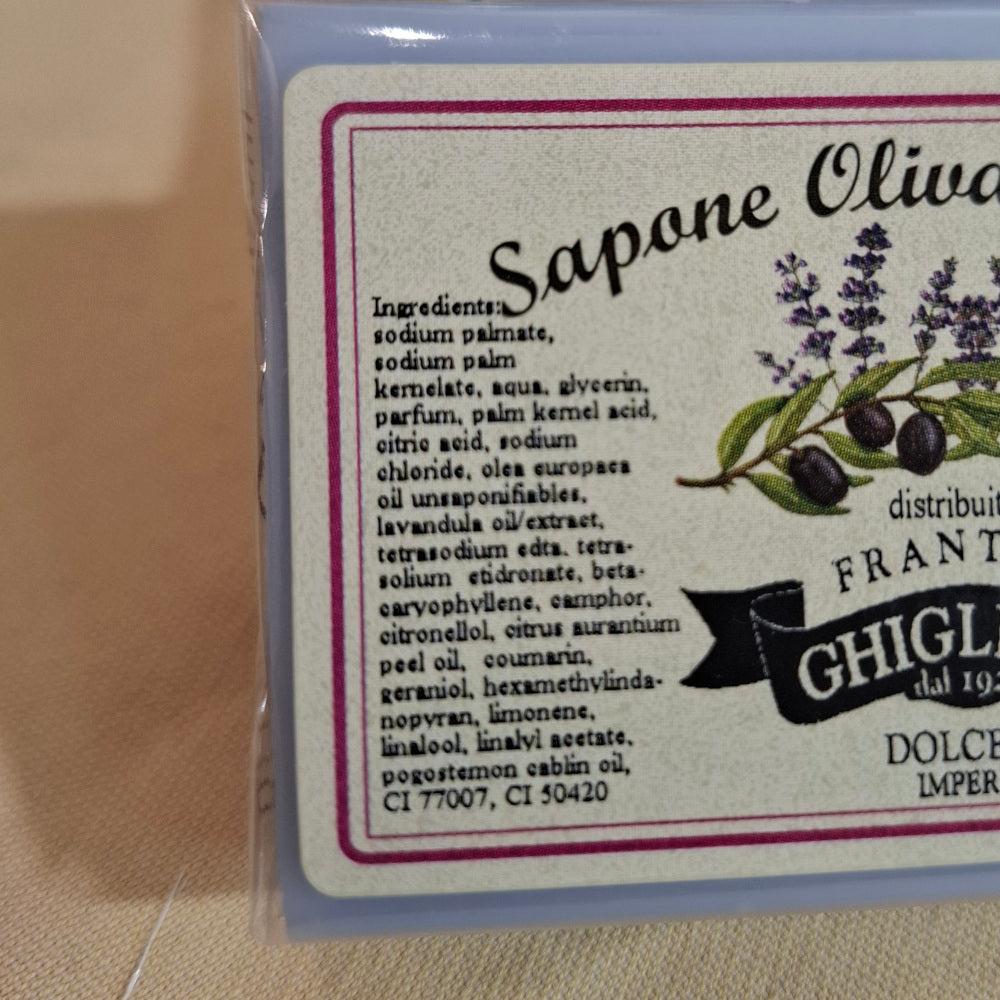 Sapone Oliva
Ingredients:
sodium palmate,
sodium palm
kernelate, aqua, glycerin,
parfum, palm kernel acid,
citric acid, sodium
chloride, olea europaea
oil unsaponifiables,
lavandula oil/extract,
tetrasodium edta, tetra-
solium etidronate, beta-
caryophyllene, camphor,
citronellol, citrus aurantium
peel oil, coumarin,
geraniol, hexamethylinda-
nopyran, limonene,
linalool, linalyl acetate,
pogostemon cablin oil,
CI 77007, CI 50420
distribuit
FRANT
GHIGL
dal 192
DOLCE
IMPER